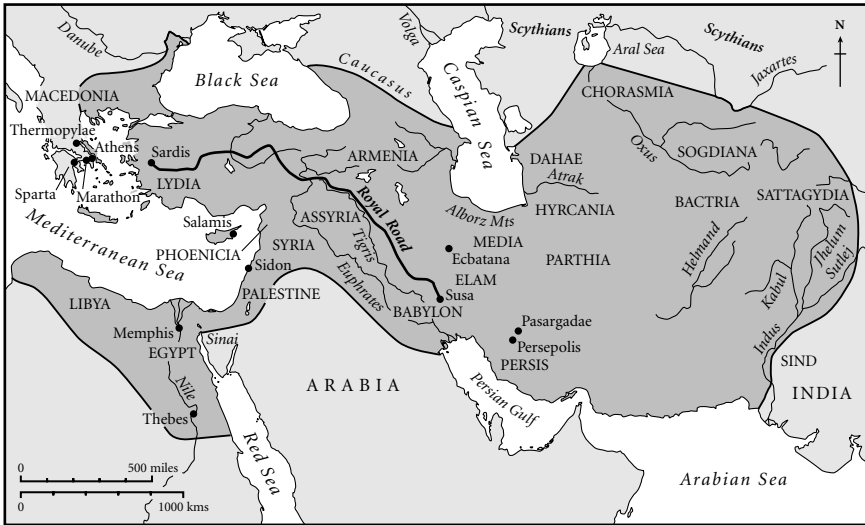 Danube
Volga
Scythians
Scythians
N
Aral Sea
Jaxartes
Black Sea
Caucasus
Caspian Sea
CHORASMIA
MACEDONIA
Thermopylae
Athens
Sardis
ARMENIA
DAHAE
Oxus
SOGDIANA
LYDIA
Atrak
Sparta
Marathon
ASSYRIA
Royal Road
Alborz Mts
HYRCANIA
BACTRIA
SATTAGYDIA
Mediterranean Sea
Salamis
PHOENICIA
SYRIA
Tigris
MEDIA
Ecbatana
PARTHIA
Helmand
Jhelum
Sutlej
Sidon
Euphrates
ELAM
Kabul
LIBYA
PALESTINE
BABYLON
Susa
Memphis
EGYPT
Sinai
Pasargadae
Persepolis
PERSIS
Indus
SIND
Nile
ARABIA
Persian Gulf
INDIA
Thebes
Red Sea
Arabian Sea
0 500 miles
0 1000 kms